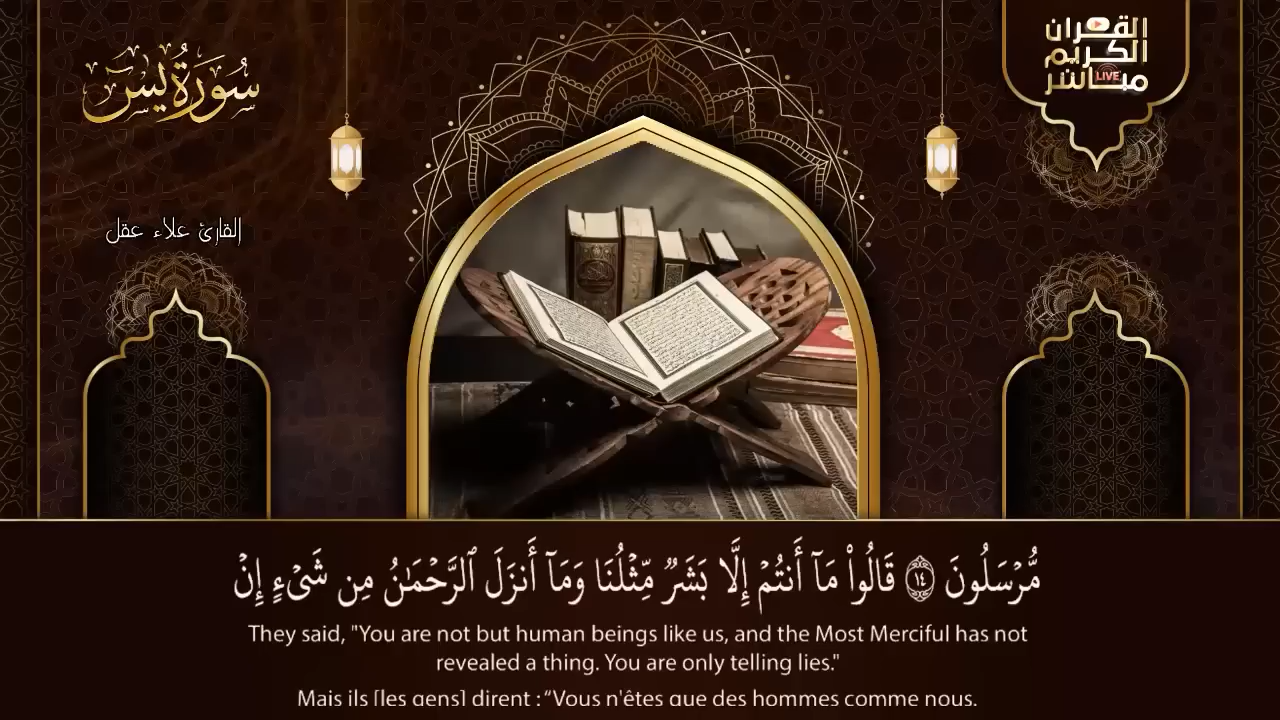 سُورَةُ يس
القران
الكريم
مباشر
LIVE
القارئ علاء عقل
مُّرْسَلُونَ ١٤ قَالُوا۟ مَآ أَنتُمْ إِلَّا بَشَرٌ مِّثْلُنَا وَمَآ أَنزَلَ ٱلرَّحْمَـٰنُ مِن شَىْءٍ إِنْ
They said, "You are not but human beings like us, and the Most Merciful has not
revealed a thing. You are only telling lies."
Mais ils [les gens] dirent : “Vous n'êtes que des hommes comme nous.